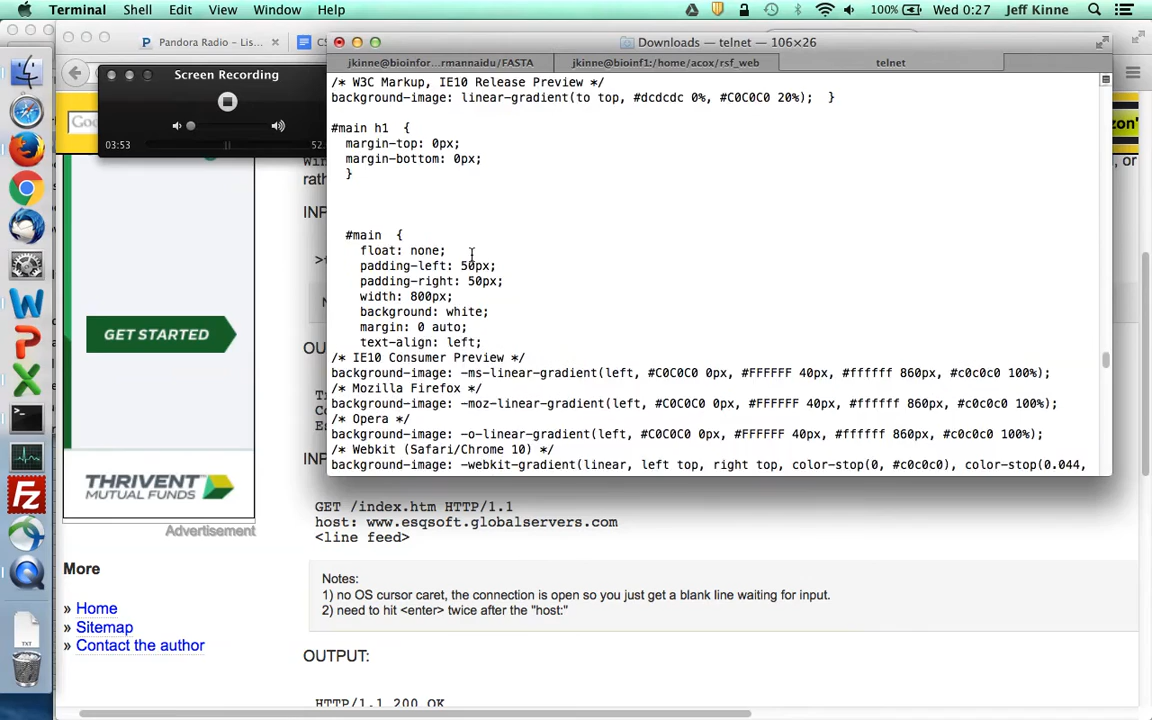 Terminal Shell Edit View Window Help
100% Wed 0:27 Jeff Kinne
Pandora Radio – Lis...
Downloads — telnet — 106×26
Screen Recording
jkinne@bioinfor...rmannaidu/FASTA
jkinne@bioinf1:/home/acox/rsf_web
telnet
03:53
52.
/* W3C Markup, IE10 Release Preview */
background-image: linear-gradient(to top, #dcdcdc 0%, #C0C0C0 20%);  }
#main h1  {
margin-top: 0px;
margin-bottom: 0px;
}
#main  {
float: none;
padding-left: 50px;
padding-right: 50px;
width: 800px;
background: white;
margin: 0 auto;
text-align: left;
/* IE10 Consumer Preview */
background-image: -ms-linear-gradient(left, #C0C0C0 0px, #FFFFFF 40px, #ffffff 860px, #c0c0c0 100%);
/* Mozilla Firefox */
background-image: -moz-linear-gradient(left, #C0C0C0 0px, #FFFFFF 40px, #ffffff 860px, #c0c0c0 100%);
/* Opera */
background-image: -o-linear-gradient(left, #C0C0C0 0px, #FFFFFF 40px, #ffffff 860px, #c0c0c0 100%);
/* Webkit (Safari/Chrome 10) */
background-image: -webkit-gradient(linear, left top, right top, color-stop(0, #c0c0c0), color-stop(0.044,
zon'
, or
rath
INP
OU
INP
GET STARTED
THRIVENT
MUTUAL FUNDS
Advertisement
More
» Home
» Sitemap
» Contact the author
GET /index.htm HTTP/1.1
host: www.esqsoft.globalservers.com
<line feed>
Notes:
1) no OS cursor caret, the connection is open so you just get a blank line waiting for input.
2) need to hit <enter> twice after the "host:"
OUTPUT:
HTTP/1.1 200 OK